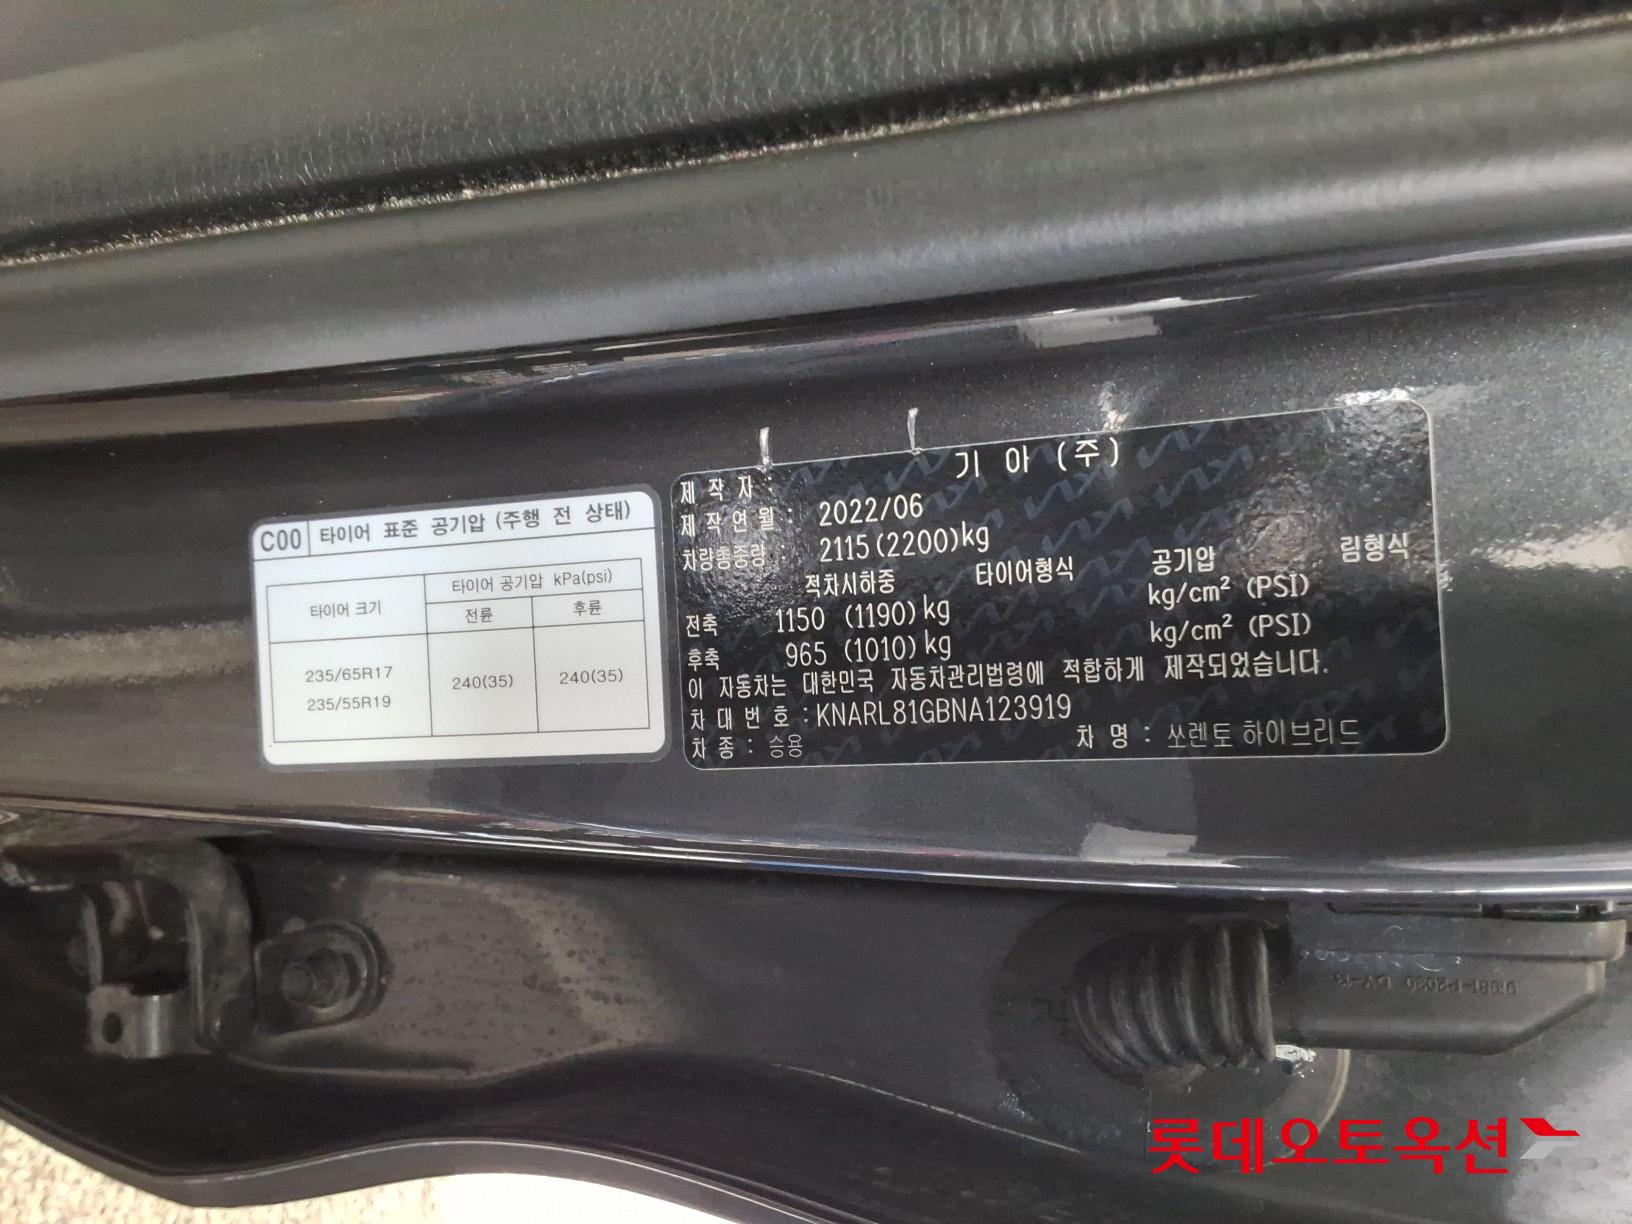 C00 타이어 표준 공기압 (주행 전 상태)
타이어 크기
타이어 공기압 kPa(psi)
전륜 후륜
235/65R17
235/55R19
240(35) 240(35)
제 작 자 : 기 아 (주)
제 작 연 월 : 2022/06
차량총중량 : 2115(2200)kg
적차시하중 타이어형식 공기압 림형식
전축 1150 (1190)kg kg/cm² (PSI)
후축 965 (1010)kg kg/cm² (PSI)
이 자동차는 대한민국 자동차관리법령에 적합하게 제작되었습니다.
차 대 번 호 : KNARL81GBNA123919
차 종 : 승용 차 명 : 쏘렌토 하이브리드
롯데오토옥션